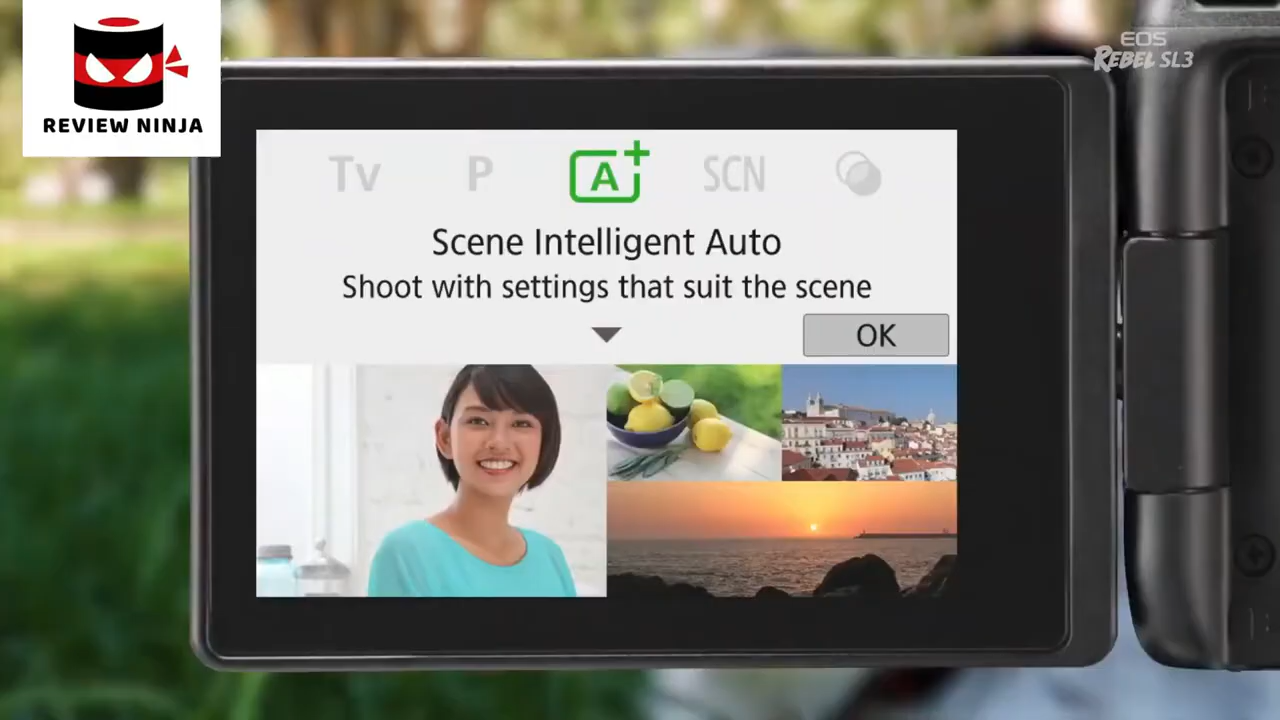 REVIEW NINJA
EOS
REBEL SL3
Tv P A+ SCN
Scene Intelligent Auto
Shoot with settings that suit the scene
OK